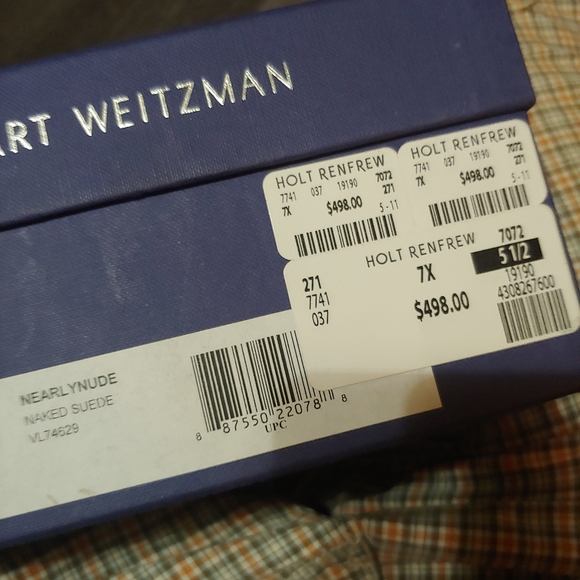 ART WEITZMAN
HOLT RENFREW
7741 037 19190 7072
7X $498.00 271
5-11
HOLT RENFREW
7741 037 19190 7072
7X $498.00 271
5-11
HOLT RENFREW 7072
271 7X 5 1/2
7741 19190
037 $498.00 4308267600
NEARLYNUDE
NAKED SUEDE
VL74629
8 87550 22078 8
UPC